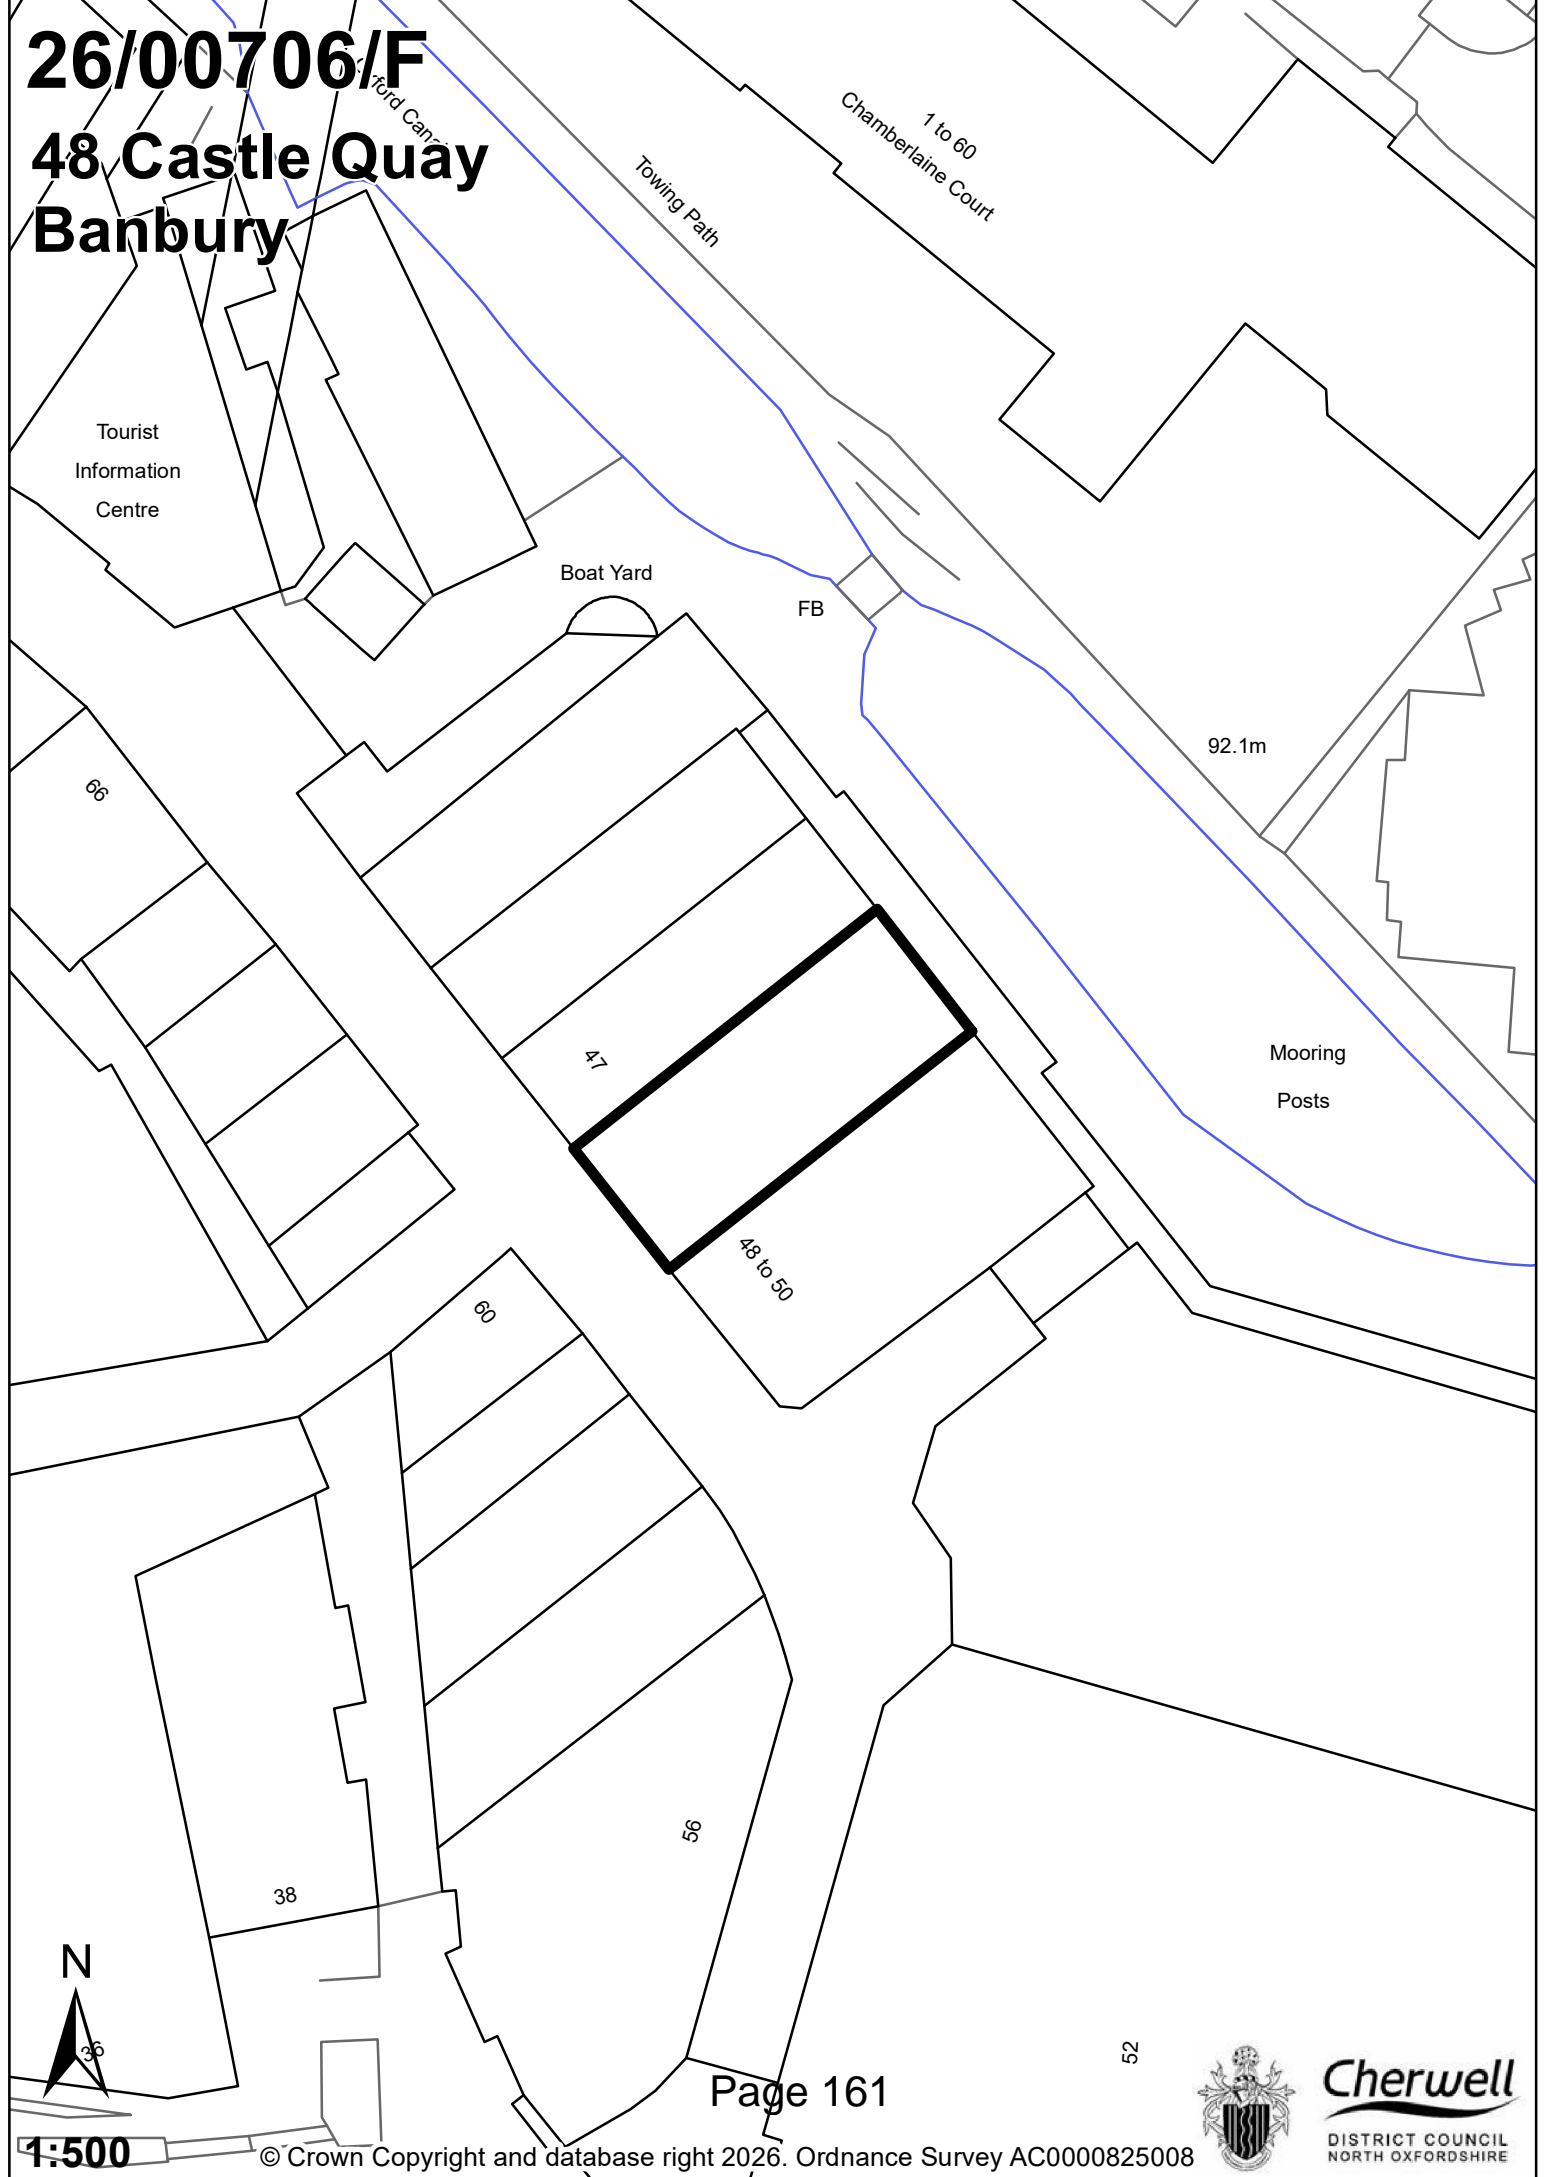 26/00706/F
48 Castle Quay
Banbury
Towing Path
1 to 60
Chamberlaine Court
Tourist
Information
Centre
Boat Yard
FB
92.1m
66
47
Mooring
Posts
48 to 50
60
56
38
N
36
52
Page 161
1:500
© Crown Copyright and database right 2026. Ordnance Survey AC0000825008
Cherwell
DISTRICT COUNCIL
NORTH OXFORDSHIRE